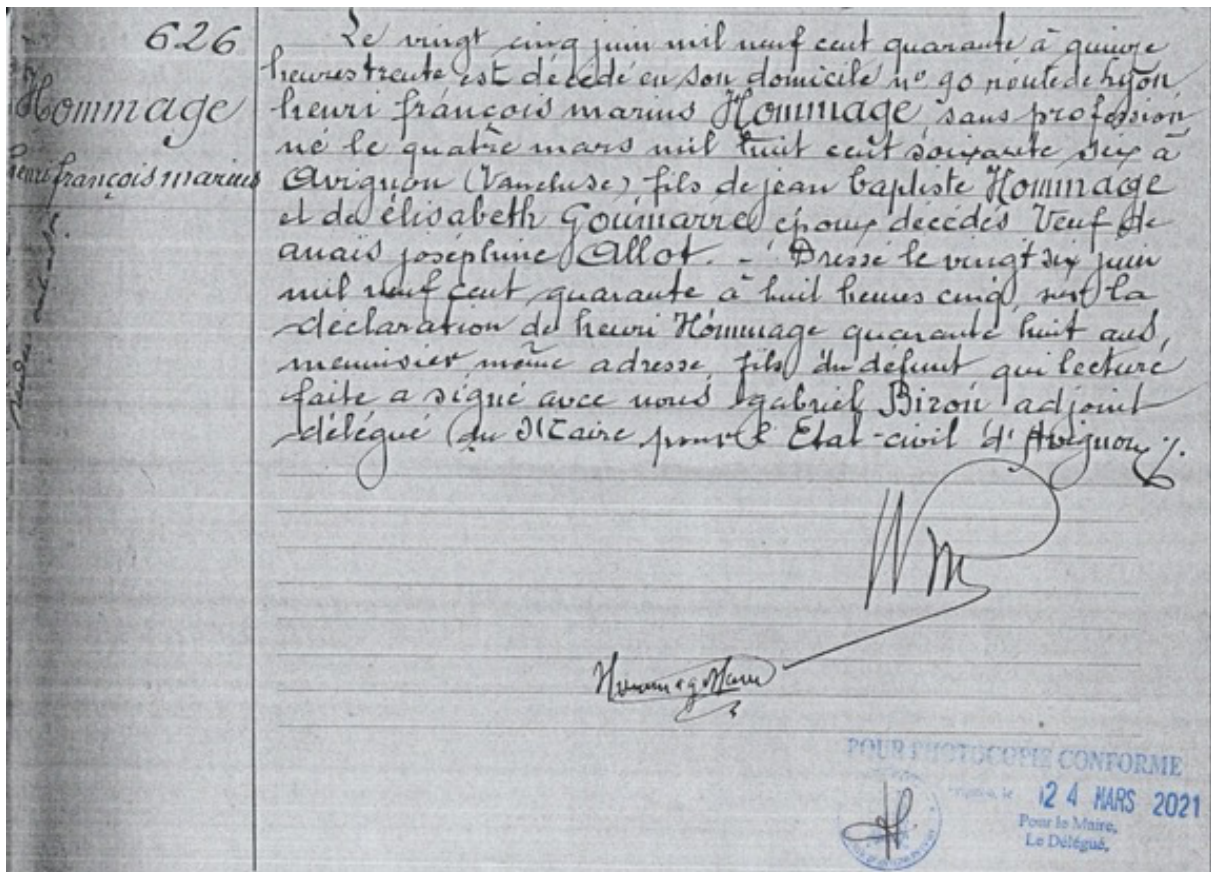 626
Hommage
henri françois marius
Le vingt cinq juin mil neuf cent quarante à quinze
heures trente est décédé en son domicile n° 90 route de Lyon,
henri françois marius Hommage, sans profession
né le quatre mars mil huit cent soixante six à
Avignon (Vaucluse) fils de jean baptiste Hommage
et de élisabeth Goumarre époux décédés Veuf de
anais joséphine Allot. - Dressé le vingt six juin
mil neuf cent quarante à huit heures cinq sur la
déclaration de henri Hommage quarante huit ans,
menuisier même adresse, fils du défunt qui lecture
faite a signé avec nous gabriel Biron adjoint
délégué du Maire pour l'Etat-civil d'Avignon ./.
POUR PHOTOCOPIE CONFORME
le 24 MARS 2021
Pour le Maire,
Le Délégué,